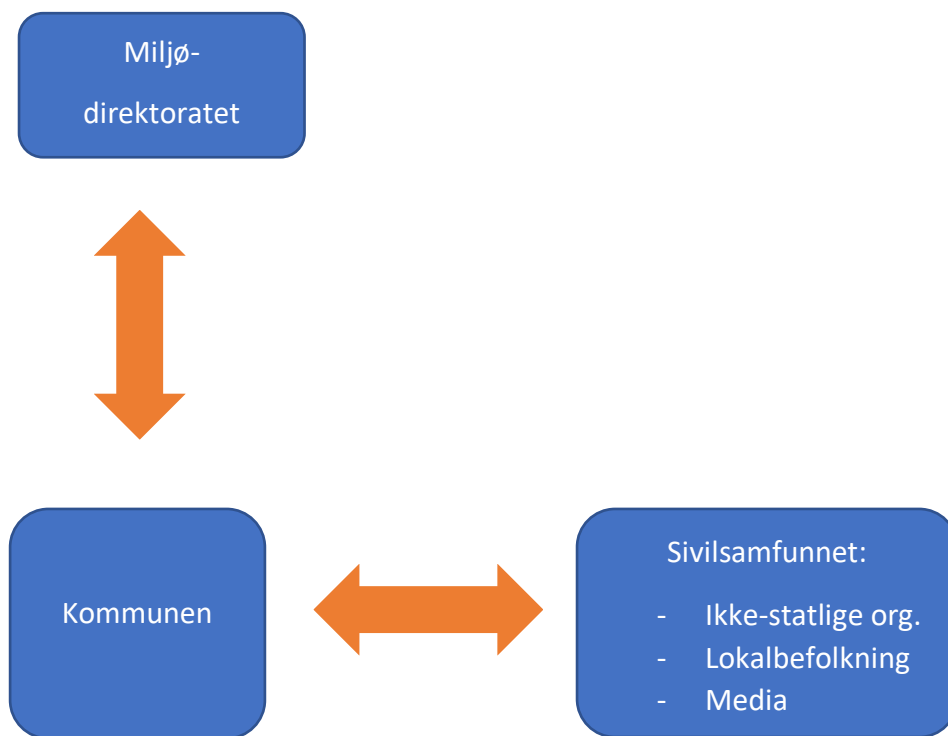 Miljø-
direktoratet
Kommunen
Sivilsamfunnet:
- Ikke-statlige org.
- Lokalbefolkning
- Media